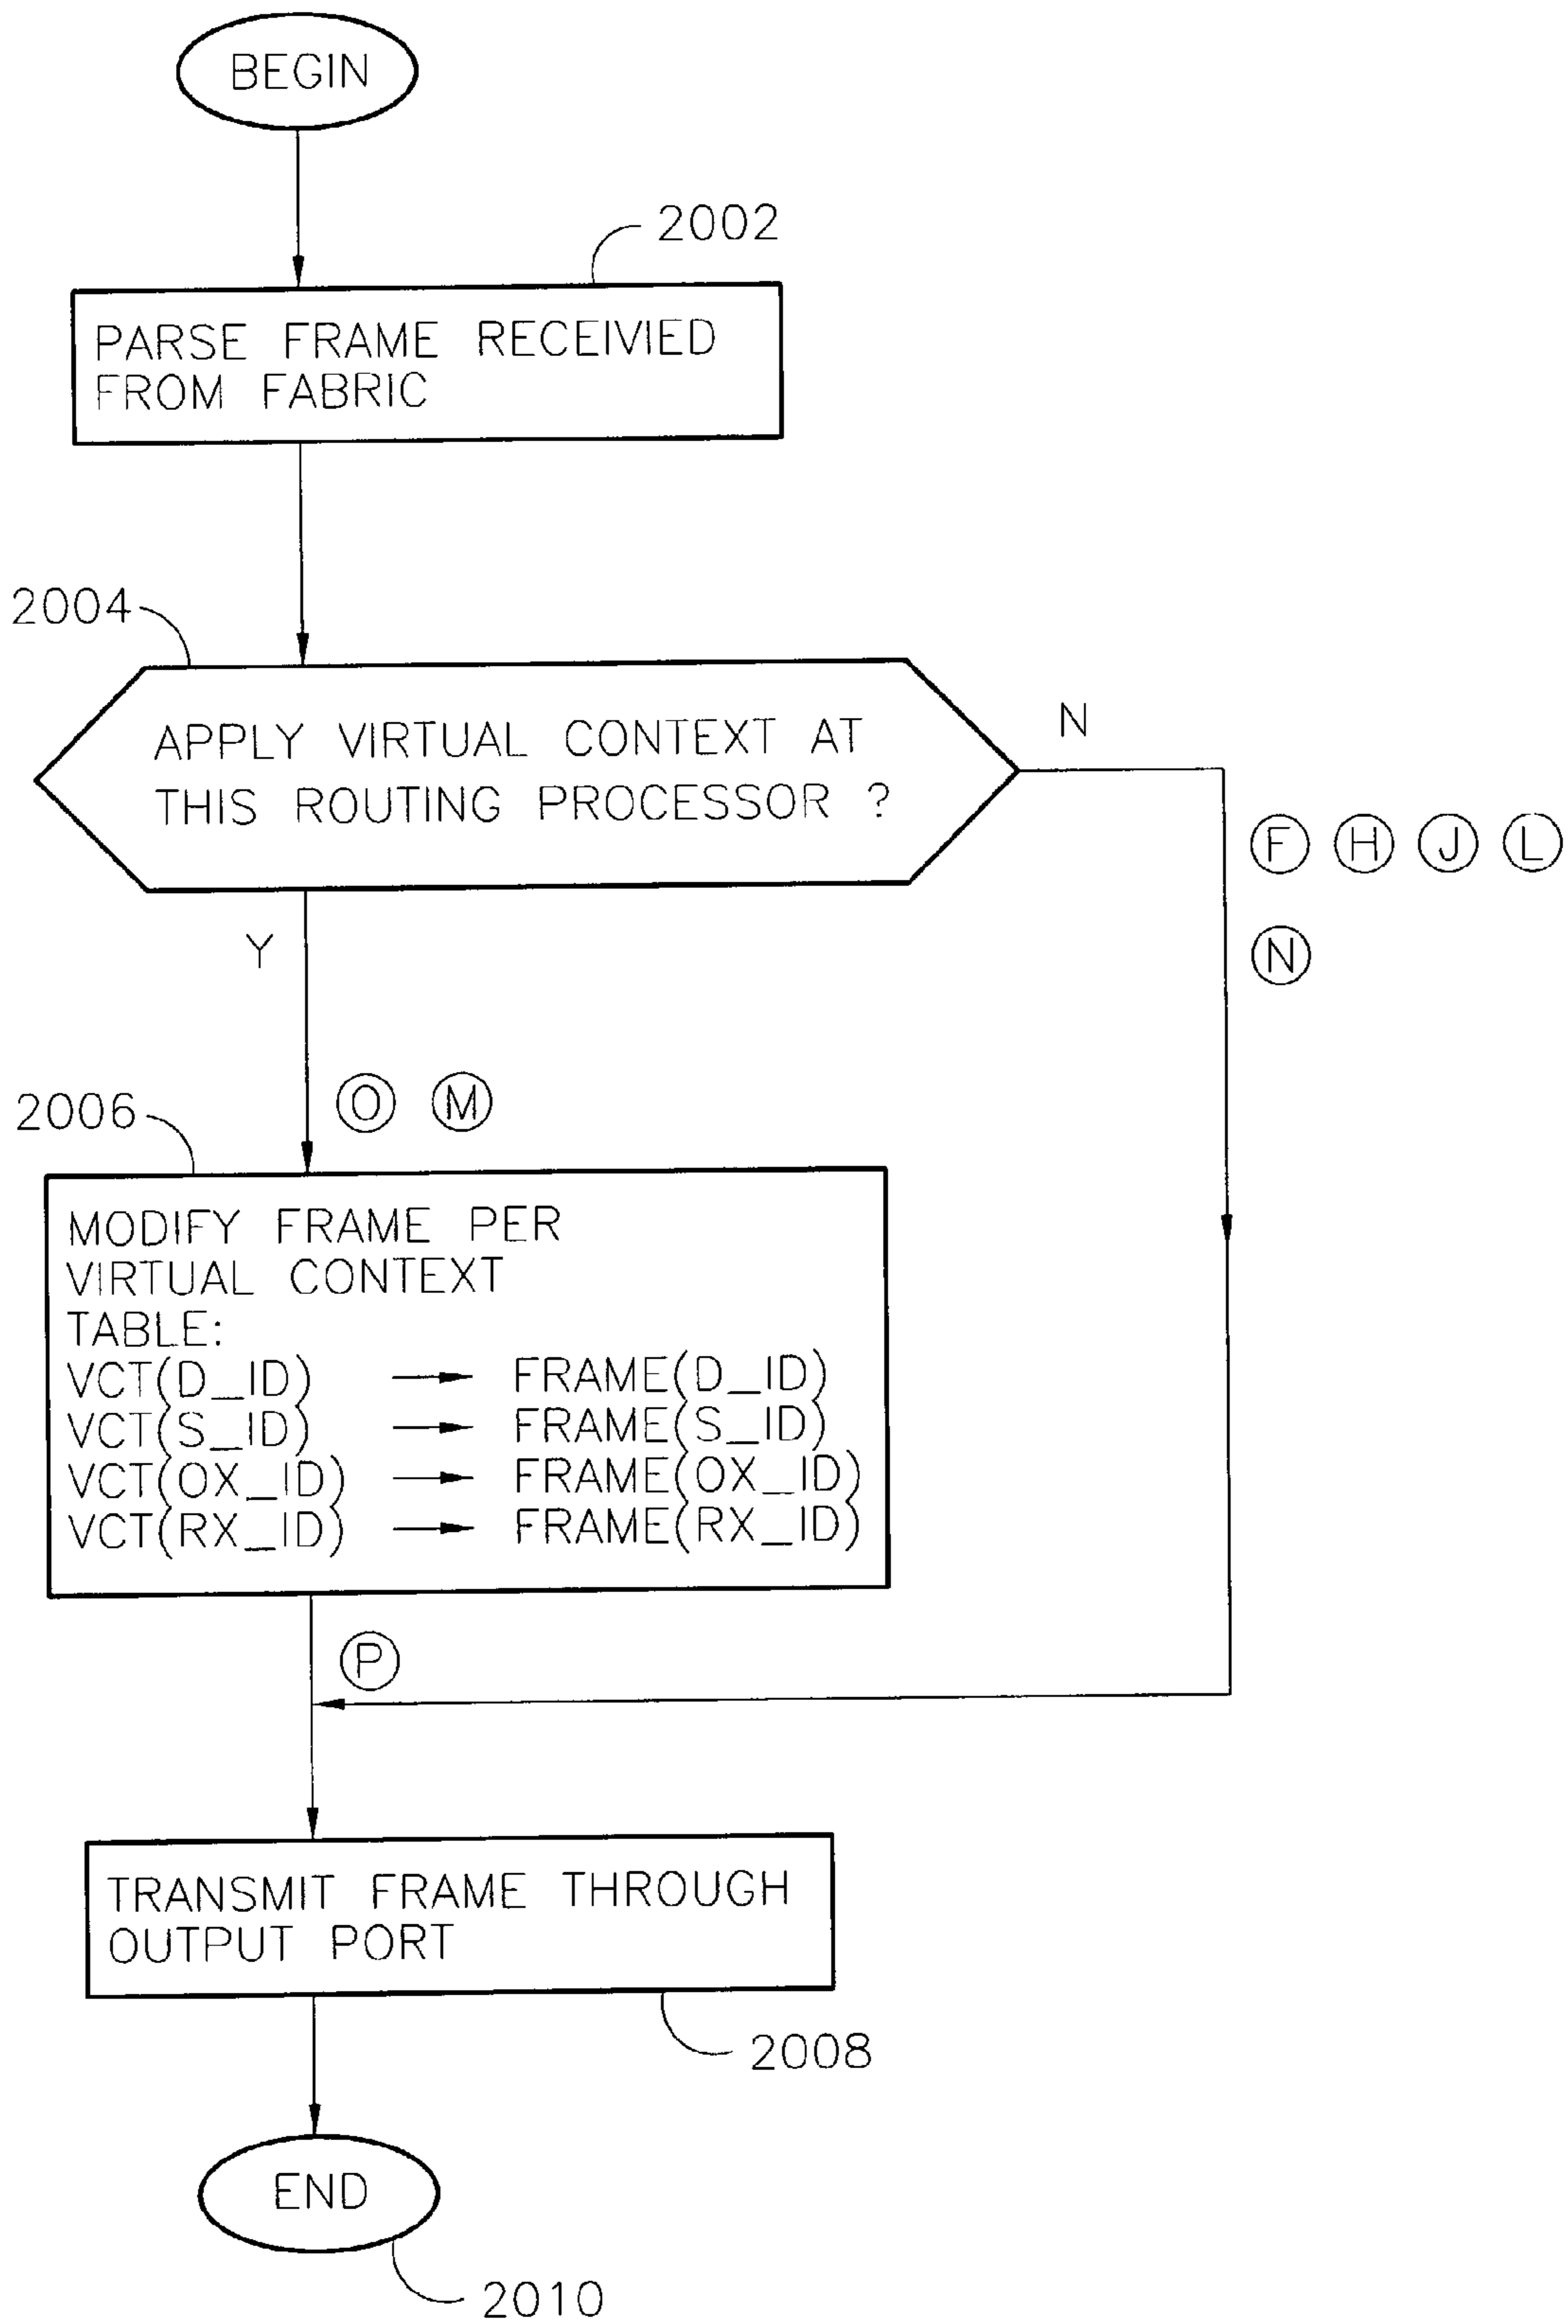 BEGIN
2002
PARSE FRAME RECEIVIED
FROM FABRIC
2004
APPLY VIRTUAL CONTEXT AT
THIS ROUTING PROCESSOR ?
N
F H J L
N
Y
O M
2006
MODIFY FRAME PER
VIRTUAL CONTEXT
TABLE:
VCT(D_ID) → FRAME(D_ID)
VCT(S_ID) → FRAME(S_ID)
VCT(OX_ID) → FRAME(OX_ID)
VCT(RX_ID) → FRAME(RX_ID)
P
TRANSMIT FRAME THROUGH
OUTPUT PORT
2008
END
2010